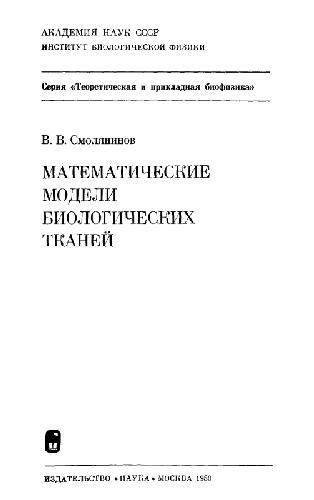 АКАДЕМИЯ НАУК СССР
ИНСТИТУТ БИОЛОГИЧЕСКОЙ ФИЗИКИ
Серия «Теоретическая и прикладная биофизика»
В. В. Смолянинов
МАТЕМАТИЧЕСКИЕ
МОДЕЛИ
БИОЛОГИЧЕСКИХ
ТКАНЕЙ
ИЗДАТЕЛЬСТВО • НАУКА • МОСКВА 1980